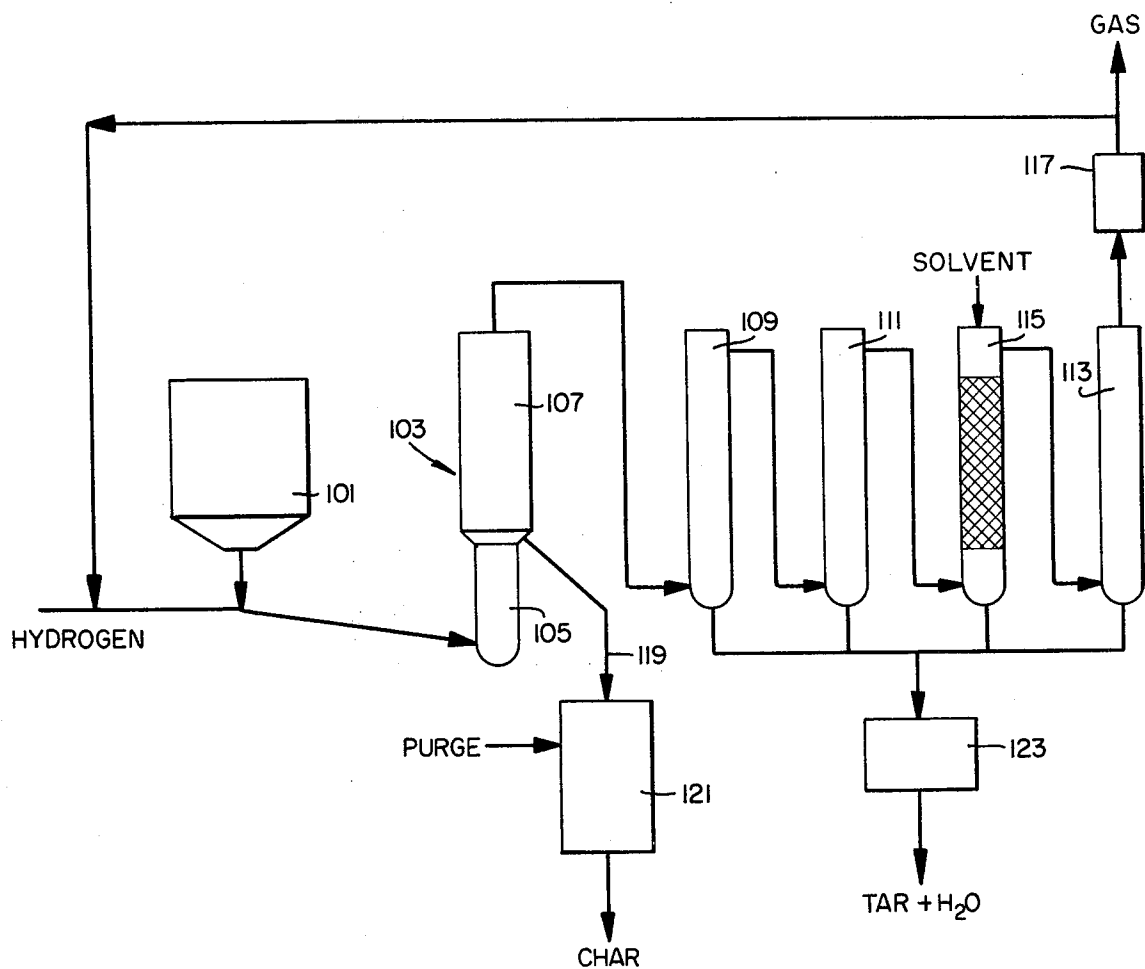 GAS
117
SOLVENT
109
111
115
113
107
103
101
105
HYDROGEN
119
PURGE
121
123
TAR + H₂O
CHAR